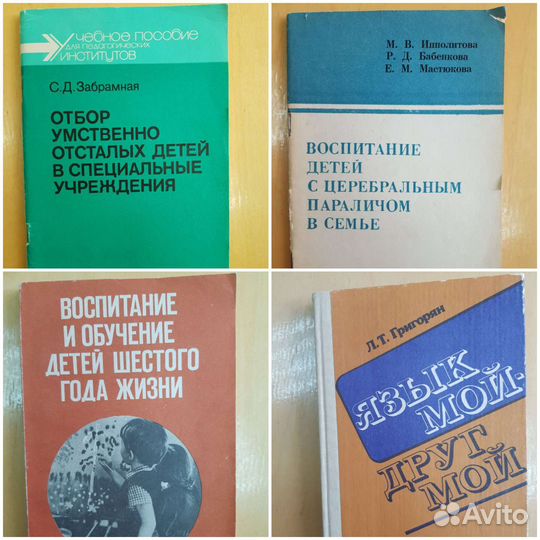 Учебное пособие
для педагогических
институтов
С.Д.Забрамная
ОТБОР
УМСТВЕННО
ОТСТАЛЫХ ДЕТЕЙ
В СПЕЦИАЛЬНЫЕ
УЧРЕЖДЕНИЯ
М. В. Ипполитова
Р. Д. Бабенкова
Е. М. Мастюкова
ВОСПИТАНИЕ
ДЕТЕЙ
С ЦЕРЕБРАЛЬНЫМ
ПАРАЛИЧОМ
В СЕМЬЕ
ВОСПИТАНИЕ
И ОБУЧЕНИЕ
ДЕТЕЙ ШЕСТОГО
ГОДА ЖИЗНИ
Л.Т.Григорян
ЯЗЫК
МОЙ-
ДРУГ
МОЙ
Avito